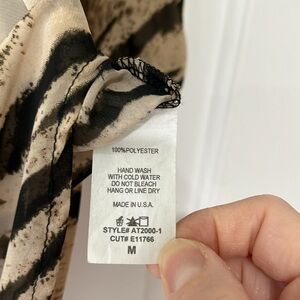 100%POLYESTER
HAND WASH
WITH COLD WATER
DO NOT BLEACH
HANG OR LINE DRY
MADE IN U.S.A.
STYLE# AT2000-1
CUT# E11766
M